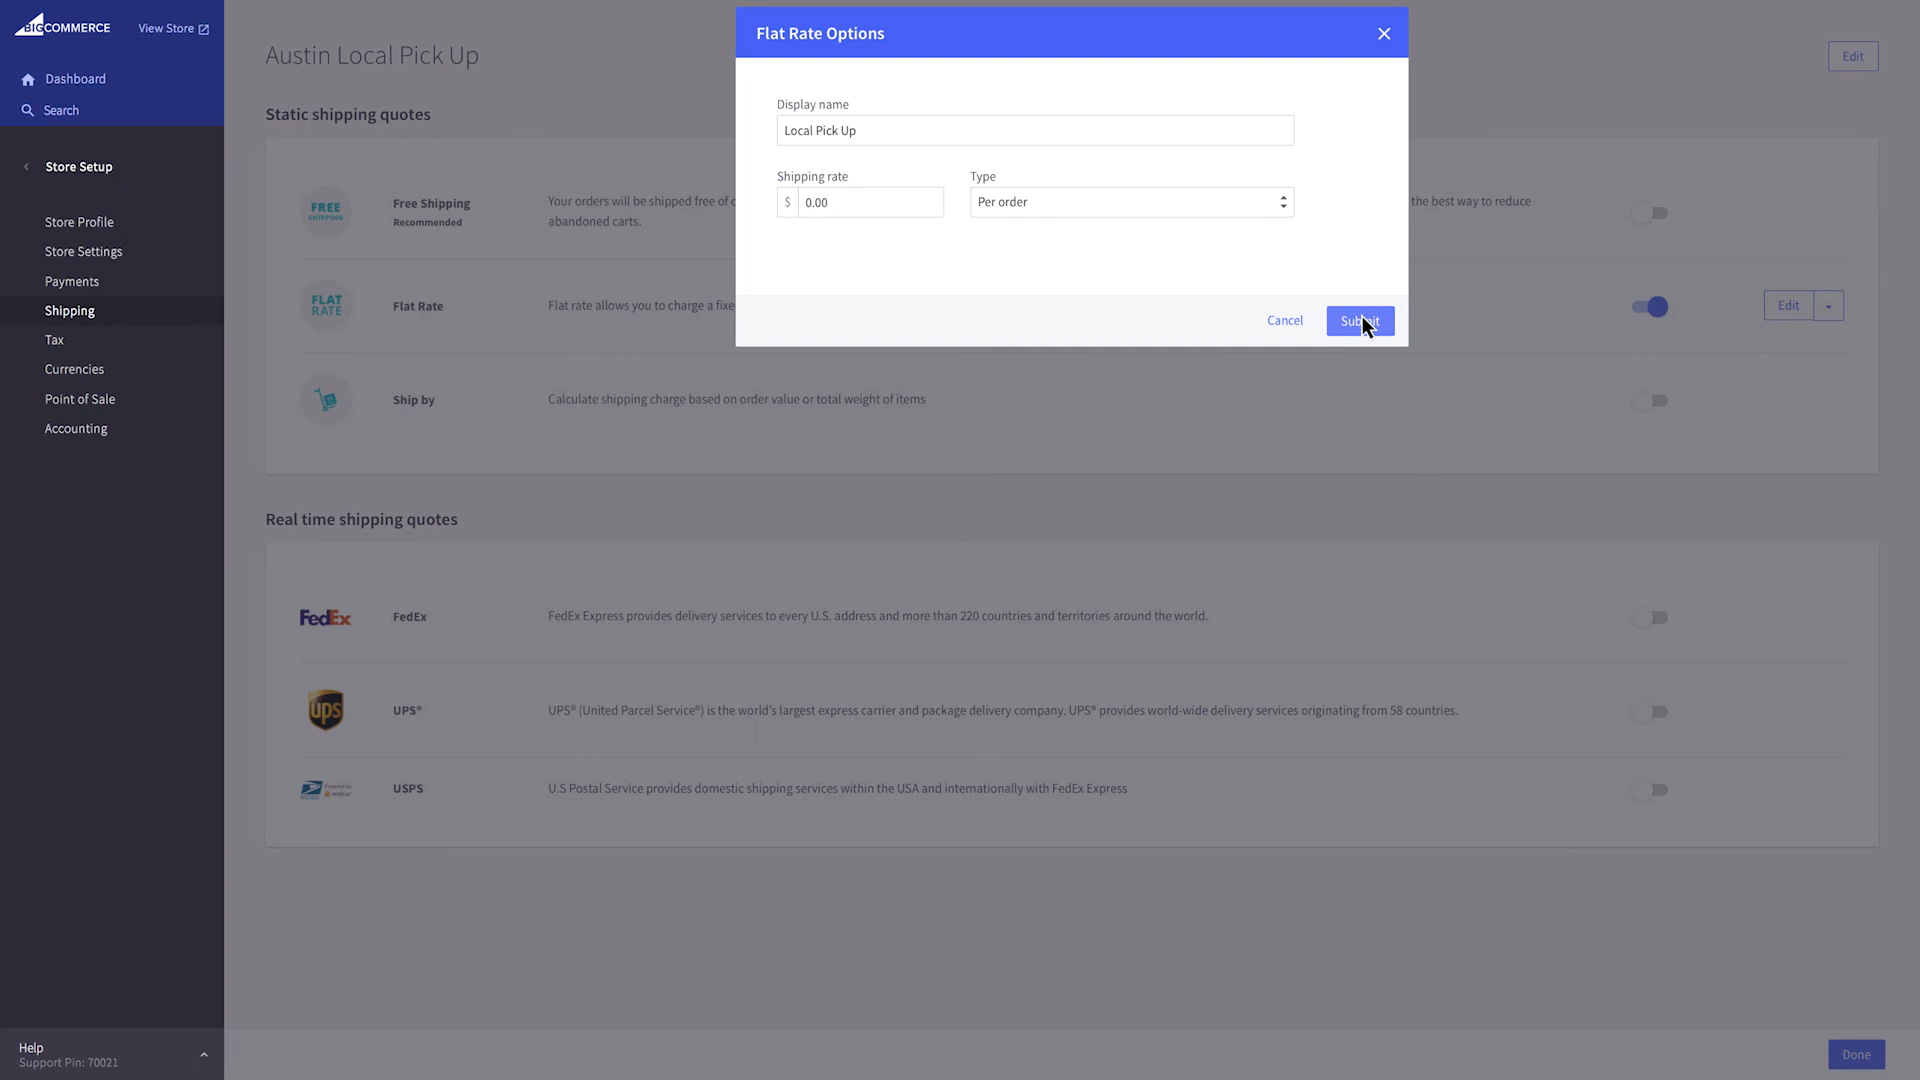 BIGCOMMERCE
View Store
Dashboard
Search
Store Setup
Store Profile
Store Settings
Payments
Shipping
Tax
Currencies
Point of Sale
Accounting
Help
Support Pin: 70021
Austin Local Pick Up
Edit
Static shipping quotes
FREE
SHIPPING
Free Shipping
Recommended
Your orders will be shipped free of
the best way to reduce
abandoned carts.
FLAT
RATE
Flat Rate
Flat rate allows you to charge a fixe
Edit
Ship by
Calculate shipping charge based on order value or total weight of items
Flat Rate Options
Display name
Local Pick Up
Shipping rate
Type
$ 0.00
Per order
Cancel
Submit
Real time shipping quotes
FedEx
FedEx
FedEx Express provides delivery services to every U.S. address and more than 220 countries and territories around the world.
ups
UPS®
UPS® (United Parcel Service®) is the world's largest express carrier and package delivery company. UPS® provides world-wide delivery services originating from 58 countries.
Powered by
endicia
USPS
U.S Postal Service provides domestic shipping services within the USA and internationally with FedEx Express
Done